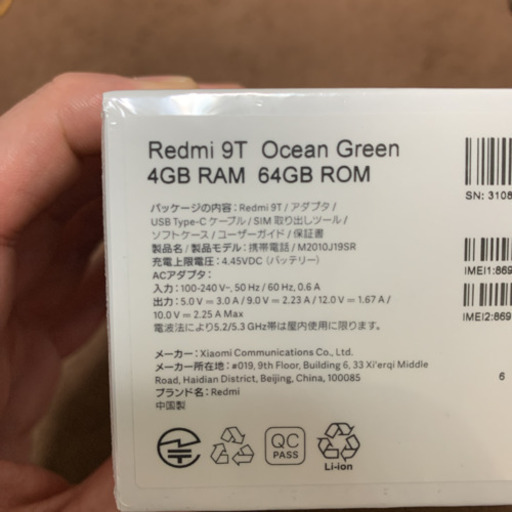 Redmi 9T Ocean Green
4GB RAM 64GB ROM
パッケージの内容: Redmi 9T / アダプタ /
USB Type-C ケーブル / SIM 取り出しツール /
ソフトケース / ユーザーガイド / 保証書
製品名 / 製品モデル: 携帯電話 / M2010J19SR
充電上限電圧: 4.45VDC (バッテリー)
ACアダプタ:
入力: 100-240 V~, 50 Hz / 60 Hz, 0.6 A
出力: 5.0 V = 3.0 A / 9.0 V = 2.23 A / 12.0 V = 1.67 A /
10.0 V = 2.25 A Max
電波法により5.2/5.3 GHz帯は屋内使用に限ります。
メーカー: Xiaomi Communications Co., Ltd.
メーカー所在地: #019, 9th Floor, Building 6, 33 Xi'erqi Middle
Road, Haidian District, Beijing, China, 100085
ブランド名: Redmi
中国製
QC
PASS
Li-ion
SN: 3108
IMEI1:869
IMEI2:869
6